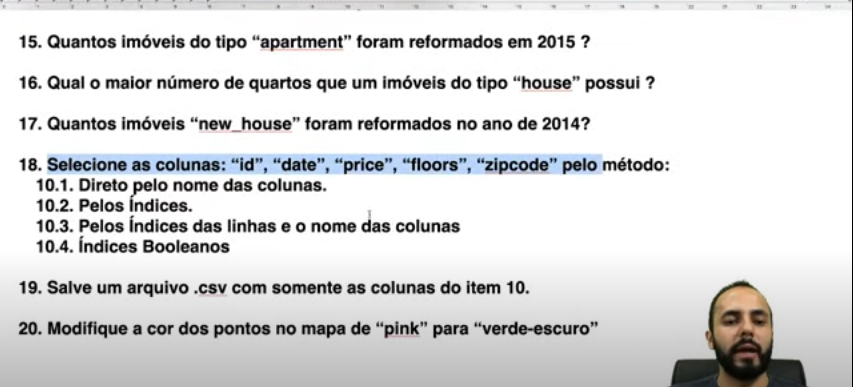 15. Quantos imóveis do tipo “apartment” foram reformados em 2015 ?
16. Qual o maior número de quartos que um imóveis do tipo “house” possui ?
17. Quantos imóveis “new_house” foram reformados no ano de 2014?
18. Selecione as colunas: “id”, “date”, “price”, “floors”, “zipcode” pelo método:
10.1. Direto pelo nome das colunas.
10.2. Pelos Índices.
10.3. Pelos Índices das linhas e o nome das colunas
10.4. Índices Booleanos
19. Salve um arquivo .csv com somente as colunas do item 10.
20. Modifique a cor dos pontos no mapa de “pink” para “verde-escuro”